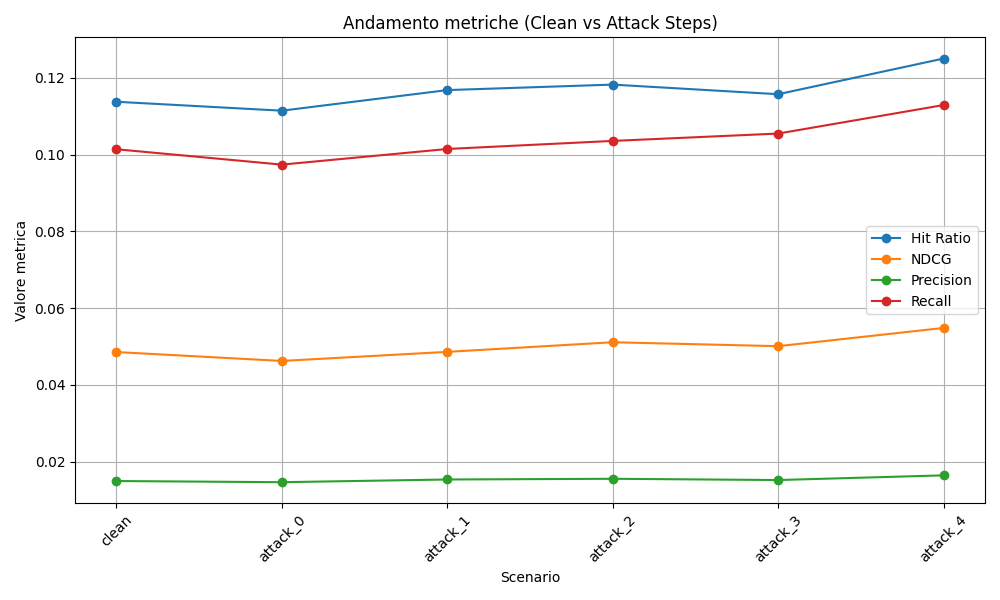 Andamento metriche (Clean vs Attack Steps)
Valore metrica
0.12
0.10
0.08
0.06
0.04
0.02
Hit Ratio
NDCG
Precision
Recall
clean
attack_0
attack_1
attack_2
attack_3
attack_4
Scenario